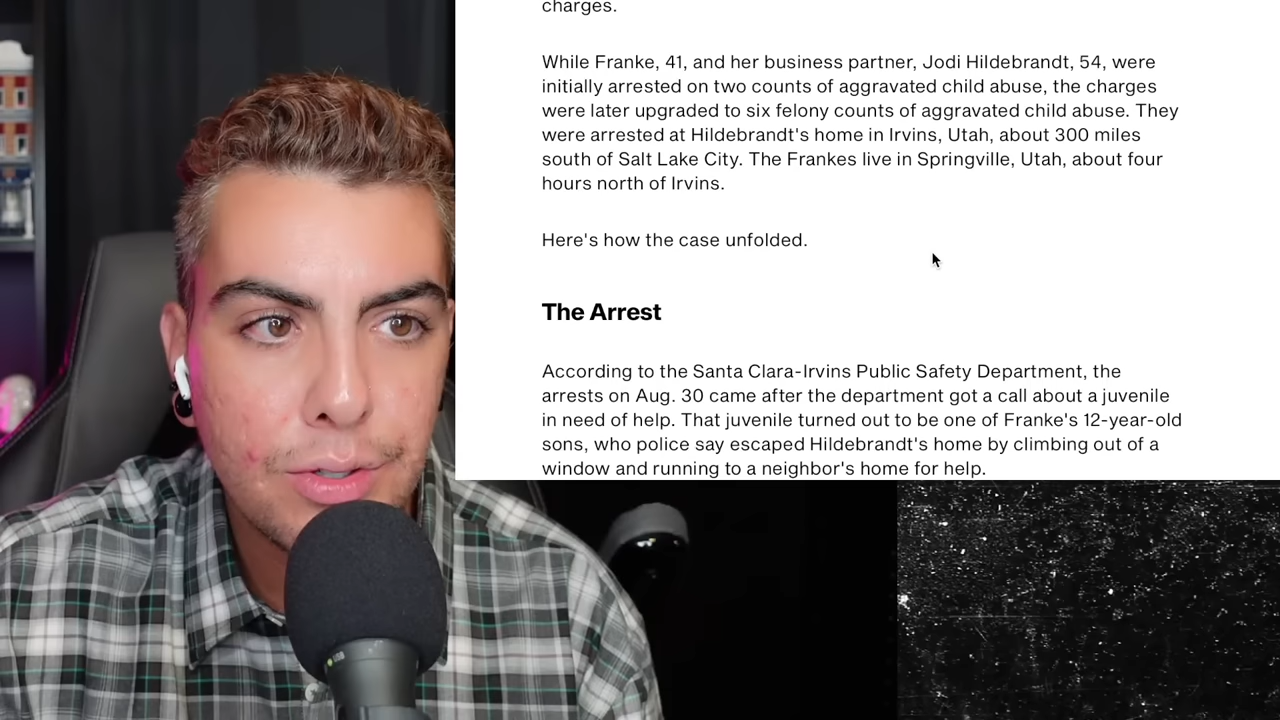 charges.
While Franke, 41, and her business partner, Jodi Hildebrandt, 54, were
initially arrested on two counts of aggravated child abuse, the charges
were later upgraded to six felony counts of aggravated child abuse. They
were arrested at Hildebrandt's home in Irvins, Utah, about 300 miles
south of Salt Lake City. The Frankes live in Springville, Utah, about four
hours north of Irvins.
Here's how the case unfolded.
The Arrest
According to the Santa Clara-Irvins Public Safety Department, the
arrests on Aug. 30 came after the department got a call about a juvenile
in need of help. That juvenile turned out to be one of Franke's 12-year-old
sons, who police say escaped Hildebrandt's home by climbing out of a
window and running to a neighbor's home for help.